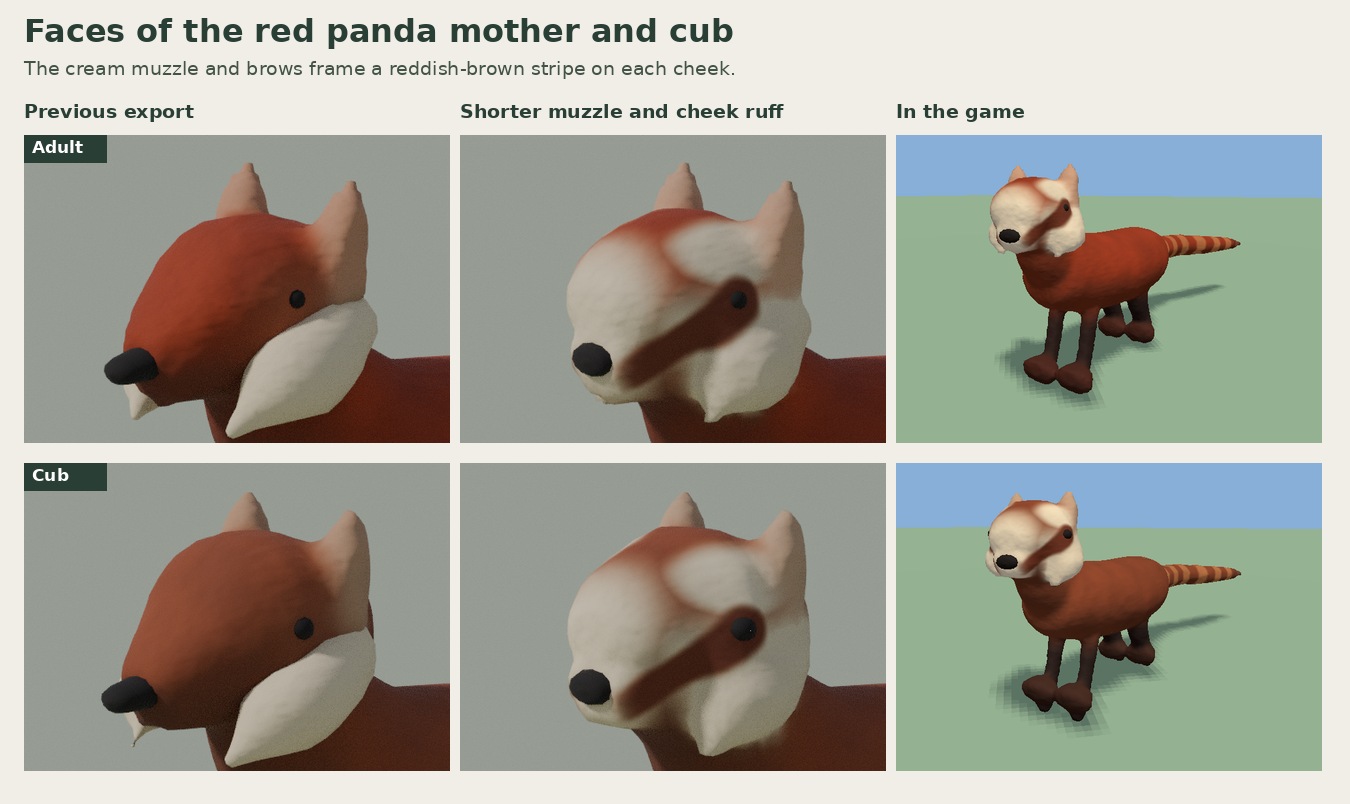 Faces of the red panda mother and cub
The cream muzzle and brows frame a reddish-brown stripe on each cheek.
Previous export
Shorter muzzle and cheek ruff
In the game
Adult
Cub